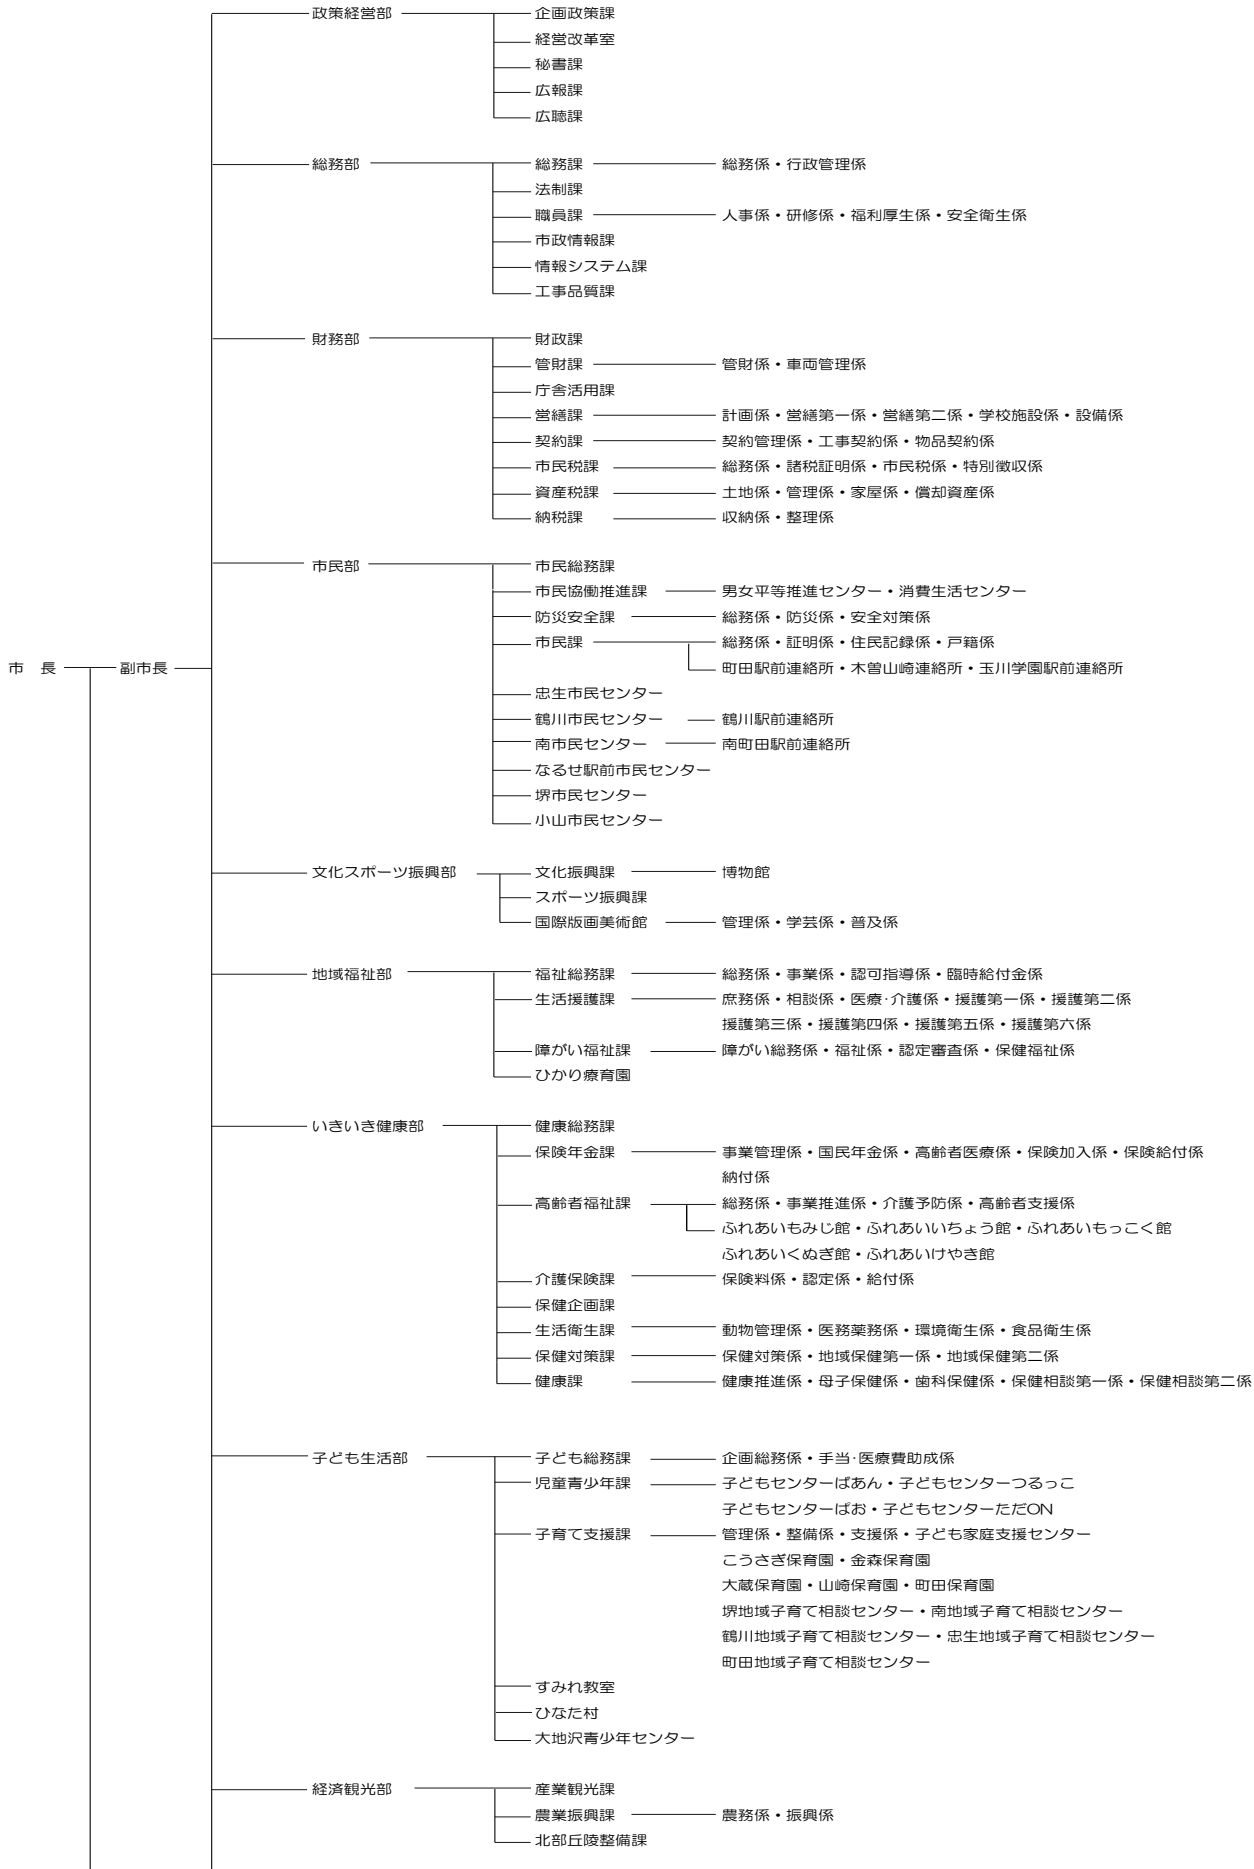 政策経営部 企画政策課
経営改革室
秘書課
広報課
広聴課
総務部 総務課 総務係・行政管理係
法制課
職員課 人事係・研修係・福利厚生係・安全衛生係
市政情報課
情報システム課
工事品質課
財務部 財政課
管財課 管財係・車両管理係
庁舎活用課
営繕課 計画係・営繕第一係・営繕第二係・学校施設係・設備係
契約課 契約管理係・工事契約係・物品契約係
市民税課 総務係・諸税証明係・市民税係・特別徴収係
資産税課 土地係・管理係・家屋係・償却資産係
納税課 収納係・整理係
市民部 市民総務課
市民協働推進課 男女平等推進センター・消費生活センター
防災安全課 総務係・防災係・安全対策係
市民課 総務係・証明係・住民記録係・戸籍係
市　長 副市長 町田駅前連絡所・木曽山崎連絡所・玉川学園駅前連絡所
忠生市民センター
鶴川市民センター 鶴川駅前連絡所
南市民センター 南町田駅前連絡所
なるせ駅前市民センター
堺市民センター
小山市民センター
文化スポーツ振興部 文化振興課 博物館
スポーツ振興課
国際版画美術館 管理係・学芸係・普及係
地域福祉部 福祉総務課 総務係・事業係・認可指導係・臨時給付金係
生活援護課 庶務係・相談係・医療･介護係・援護第一係・援護第二係
援護第三係・援護第四係・援護第五係・援護第六係
障がい福祉課 障がい総務係・福祉係・認定審査係・保健福祉係
ひかり療育園
いきいき健康部 健康総務課
保険年金課 事業管理係・国民年金係・高齢者医療係・保険加入係・保険給付係
納付係
高齢者福祉課 総務係・事業推進係・介護予防係・高齢者支援係
ふれあいもみじ館・ふれあいいちょう館・ふれあいもっこく館
ふれあいくぬぎ館・ふれあいけやき館
介護保険課 保険料係・認定係・給付係
保健企画課
生活衛生課 動物管理係・医務薬務係・環境衛生係・食品衛生係
保健対策課 保健対策係・地域保健第一係・地域保健第二係
健康課 健康推進係・母子保健係・歯科保健係・保健相談第一係・保健相談第二係
子ども生活部 子ども総務課 企画総務係・手当･医療費助成係
児童青少年課 子どもセンターばあん・子どもセンターつるっこ
子どもセンターぱお・子どもセンターただON
子育て支援課 管理係・整備係・支援係・子ども家庭支援センター
こうさぎ保育園・金森保育園
大蔵保育園・山崎保育園・町田保育園
堺地域子育て相談センター・南地域子育て相談センター
鶴川地域子育て相談センター・忠生地域子育て相談センター
町田地域子育て相談センター
すみれ教室
ひなた村
大地沢青少年センター
経済観光部 産業観光課
農業振興課 農務係・振興係
北部丘陵整備課